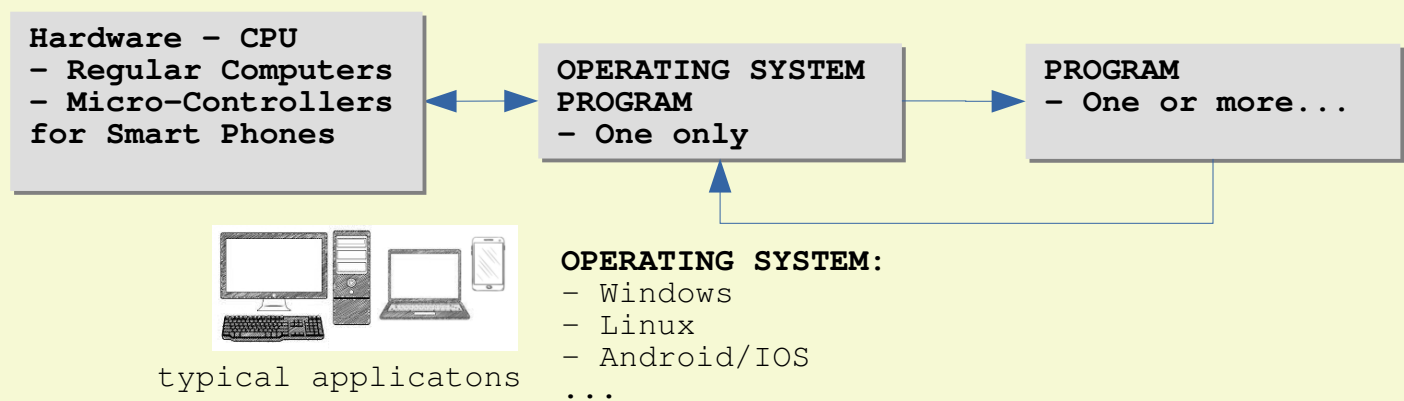 Hardware - CPU
- Regular Computers
- Micro-Controllers
for Smart Phones
OPERATING SYSTEM
PROGRAM
- One only
PROGRAM
- One or more...
typical applicatons
OPERATING SYSTEM:
- Windows
- Linux
- Android/IOS
...